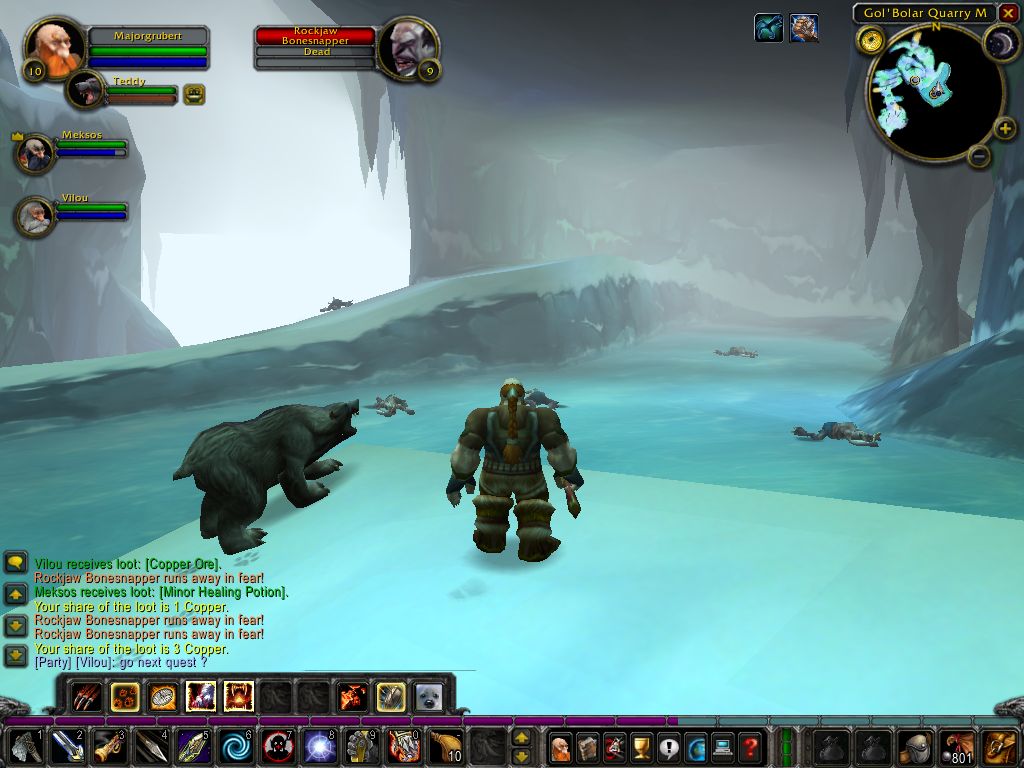 Majorgrubert
10
Teddy
Meksos
Vilou
Rockjaw
Bonesnapper
Dead
9
Gol'Bolar Quarry M
N
Vilou receives loot: [Copper Ore].
Rockjaw Bonesnapper runs away in fear!
Meksos receives loot: [Minor Healing Potion].
Your share of the loot is 1 Copper.
Rockjaw Bonesnapper runs away in fear!
Rockjaw Bonesnapper runs away in fear!
Your share of the loot is 3 Copper.
[Party] [Vilou]: go next quest ?
1 2 3 4 5 6 7 8 9 0
10
801